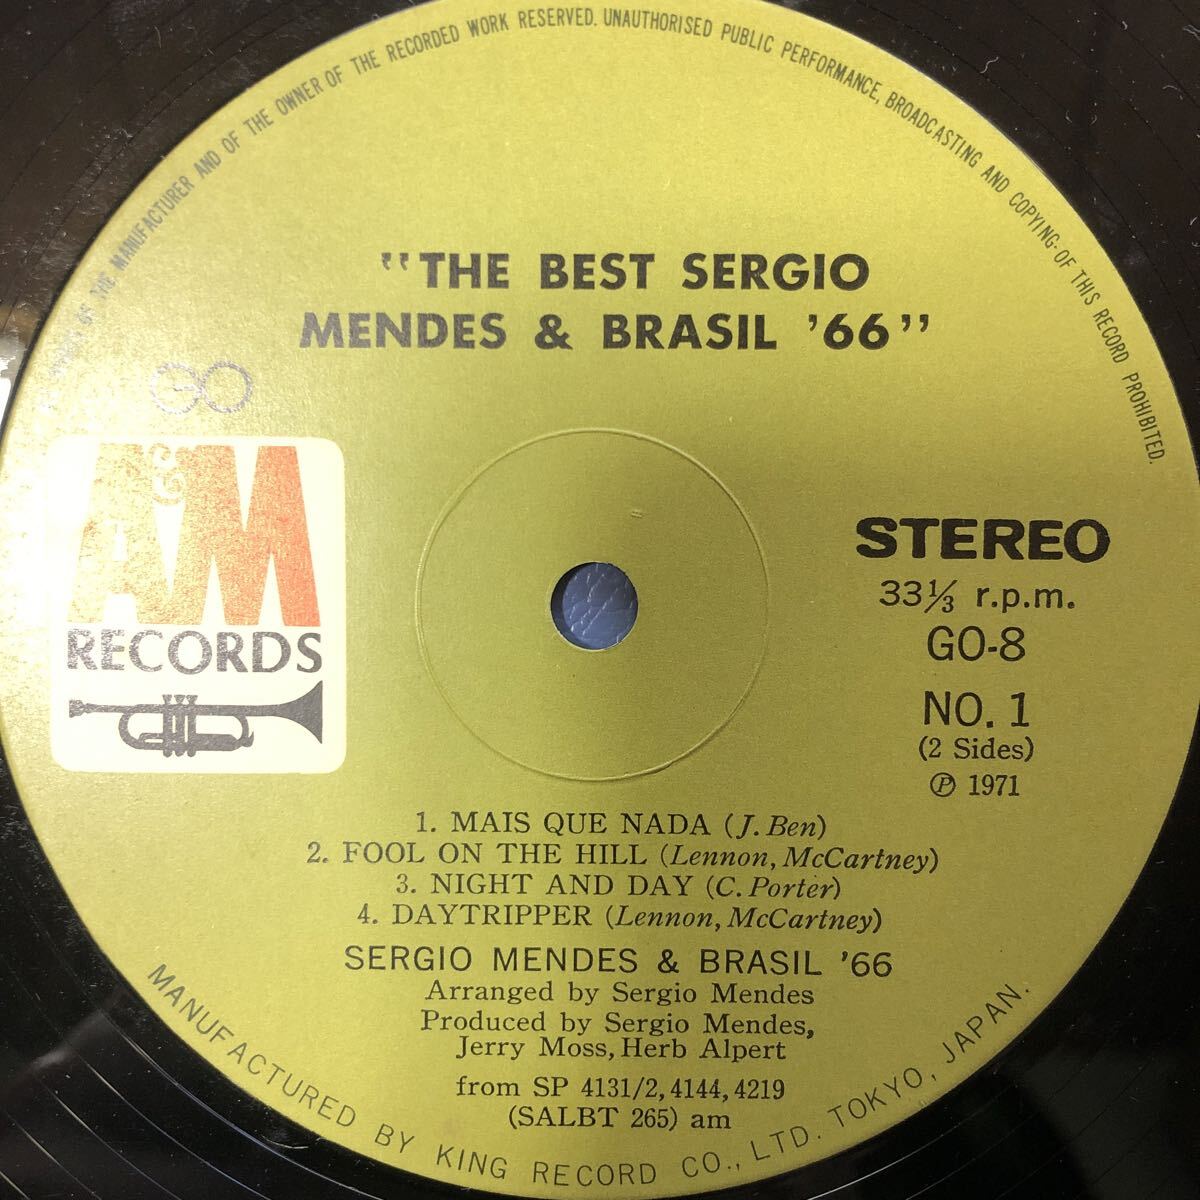 OF THE MANUFACTURER AND OF THE OWNER OF THE RECORDED WORK RESERVED. UNAUTHORISED PUBLIC PERFORMANCE, BROADCASTING AND COPYING OF THIS RECORD PROHIBITED.
"THE BEST SERGIO
MENDES & BRASIL '66"
GO
A&M
RECORDS
STEREO
33⅓ r.p.m.
GO-8
NO. 1
(2 Sides)
Ⓟ 1971
1. MAIS QUE NADA (J. Ben)
2. FOOL ON THE HILL (Lennon, McCartney)
3. NIGHT AND DAY (C. Porter)
4. DAYTRIPPER (Lennon, McCartney)
SERGIO MENDES & BRASIL '66
Arranged by Sergio Mendes
Produced by Sergio Mendes,
Jerry Moss, Herb Alpert
from SP 4131/2, 4144, 4219
(SALBT 265) am
MANUFACTURED BY KING RECORD CO., LTD. TOKYO, JAPAN.